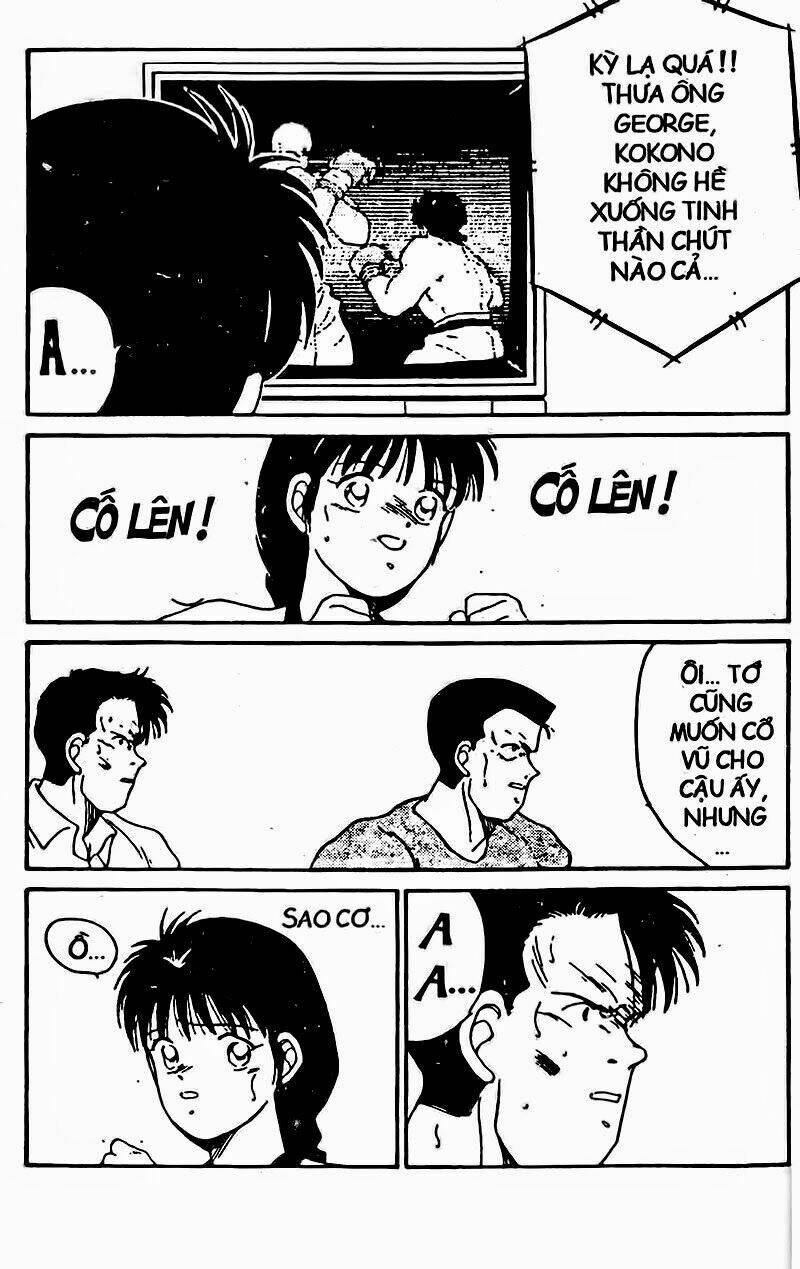 KỲ LẠ QUÁ!!
THƯA ÔNG
GEORGE,
KOKONO
KHÔNG HỀ
XUỐNG TINH
THẦN CHÚT
NÀO CẢ...
A...
CỐ LÊN!
CỐ LÊN!
ÔI... TỚ
CŨNG
MUỐN CỔ
VŨ CHO
CẬU ẤY,
NHƯNG
...
Ồ...
SAO CƠ...
A
A...